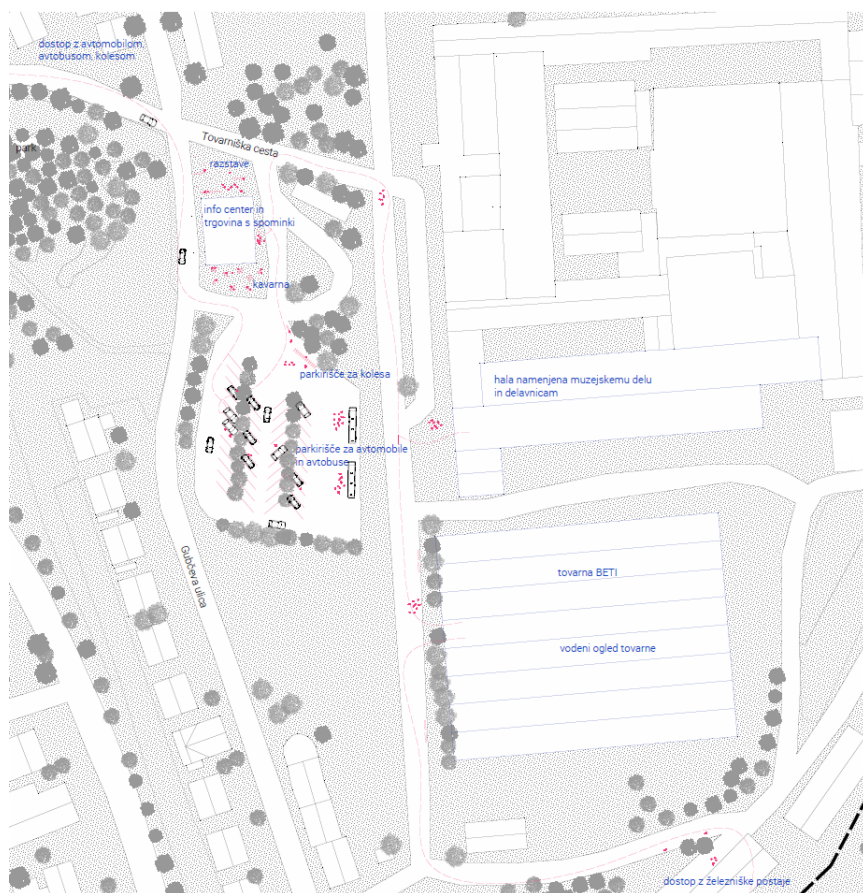 dostop z avtomobilom,
avtobusom, kolesom
Tovarniška cesta
park
razstave
info center in
trgovina s spominki
kavarna
parkirišče za kolesa
hala namenjena muzejskemu delu
in delavnicam
parkirišče za avtomobile
in avtobuse
Gubčeva ulica
tovarna BETI
vodeni ogled tovarne
dostop z železniške postaje